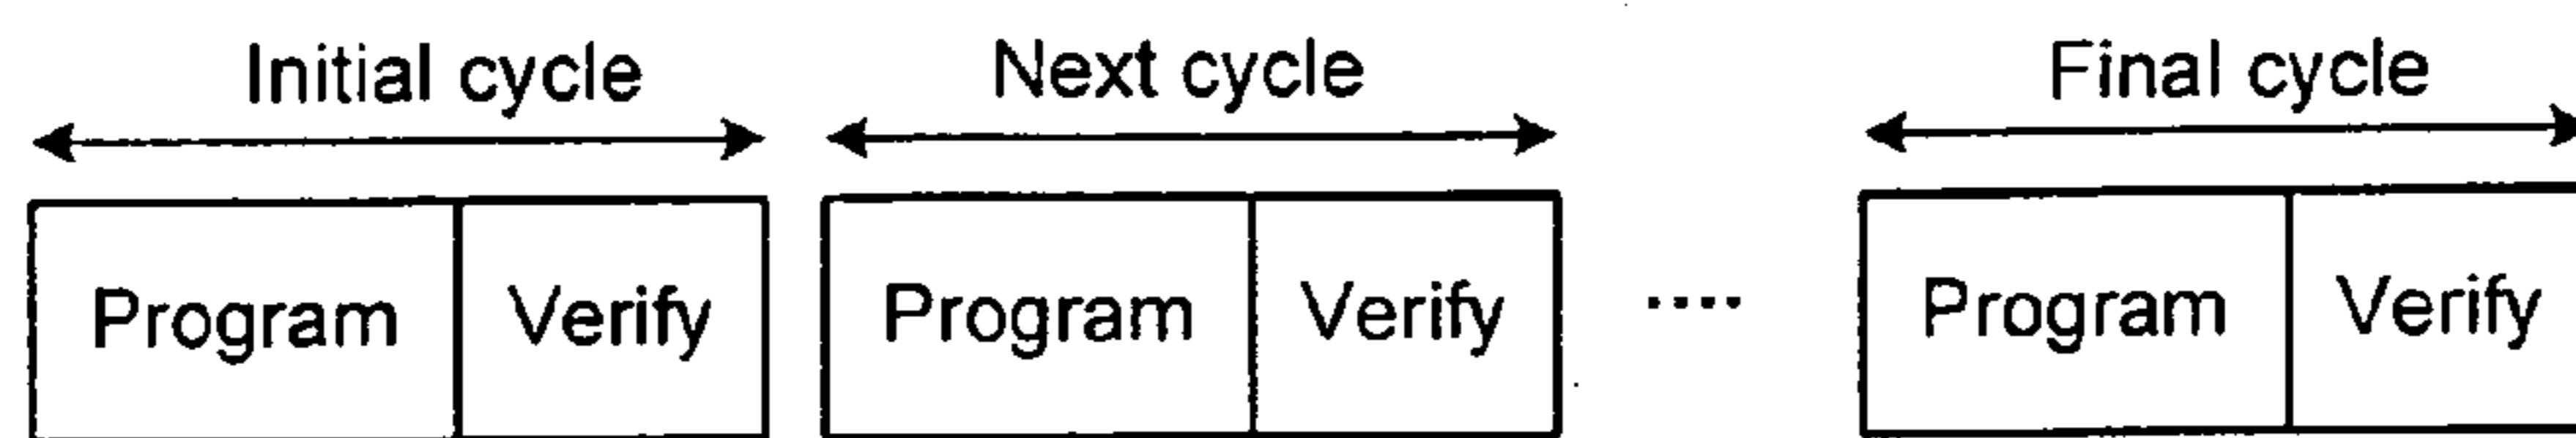 Initial cycle Next cycle Final cycle
Program Verify Program Verify .... Program Verify